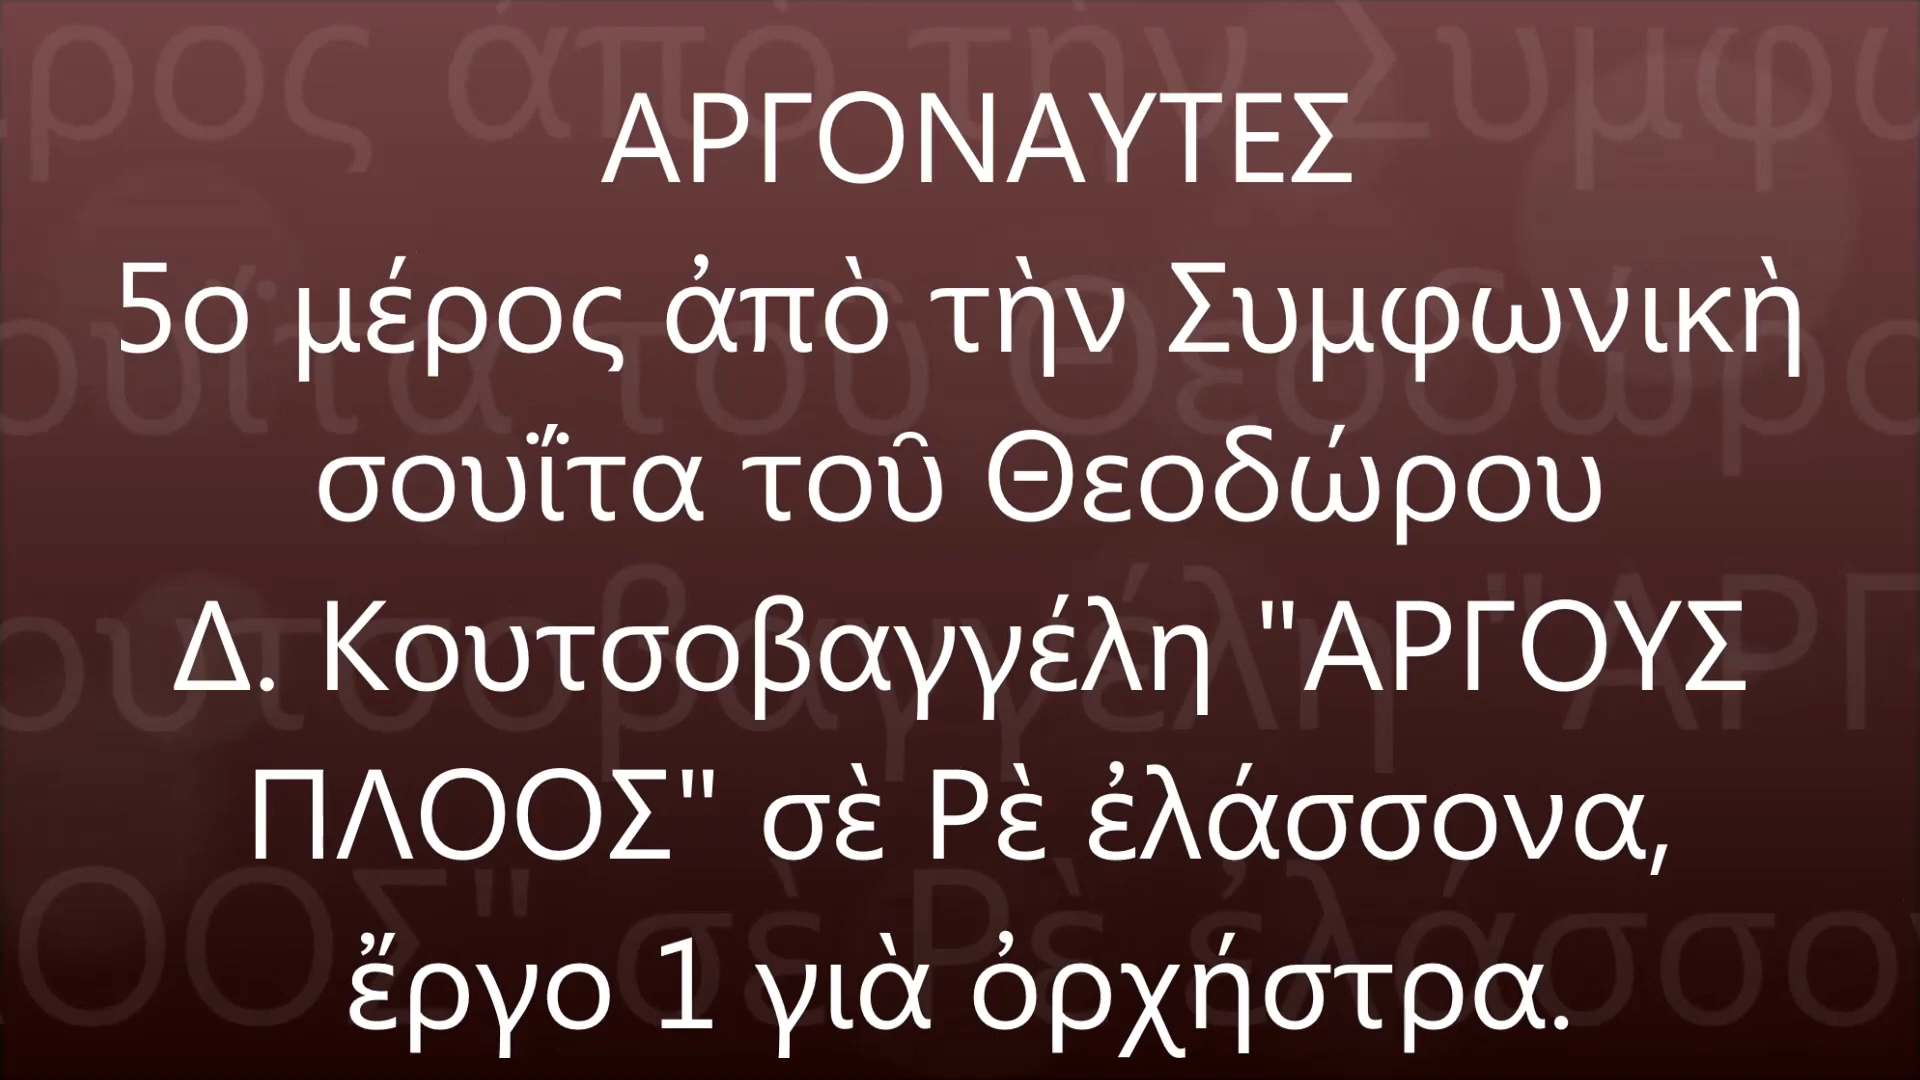 ΑΡΓΟΝΑΥΤΕΣ
5ο μέρος ἀπὸ τὴν Συμφωνικὴ
σουΐτα τοῦ Θεοδώρου
Δ. Κουτσοβαγγέλη "ΑΡΓΟΥΣ
ΠΛΟΟΣ" σὲ Ρὲ ἐλάσσονα,
ἔργο 1 γιὰ ὀρχήστρα.